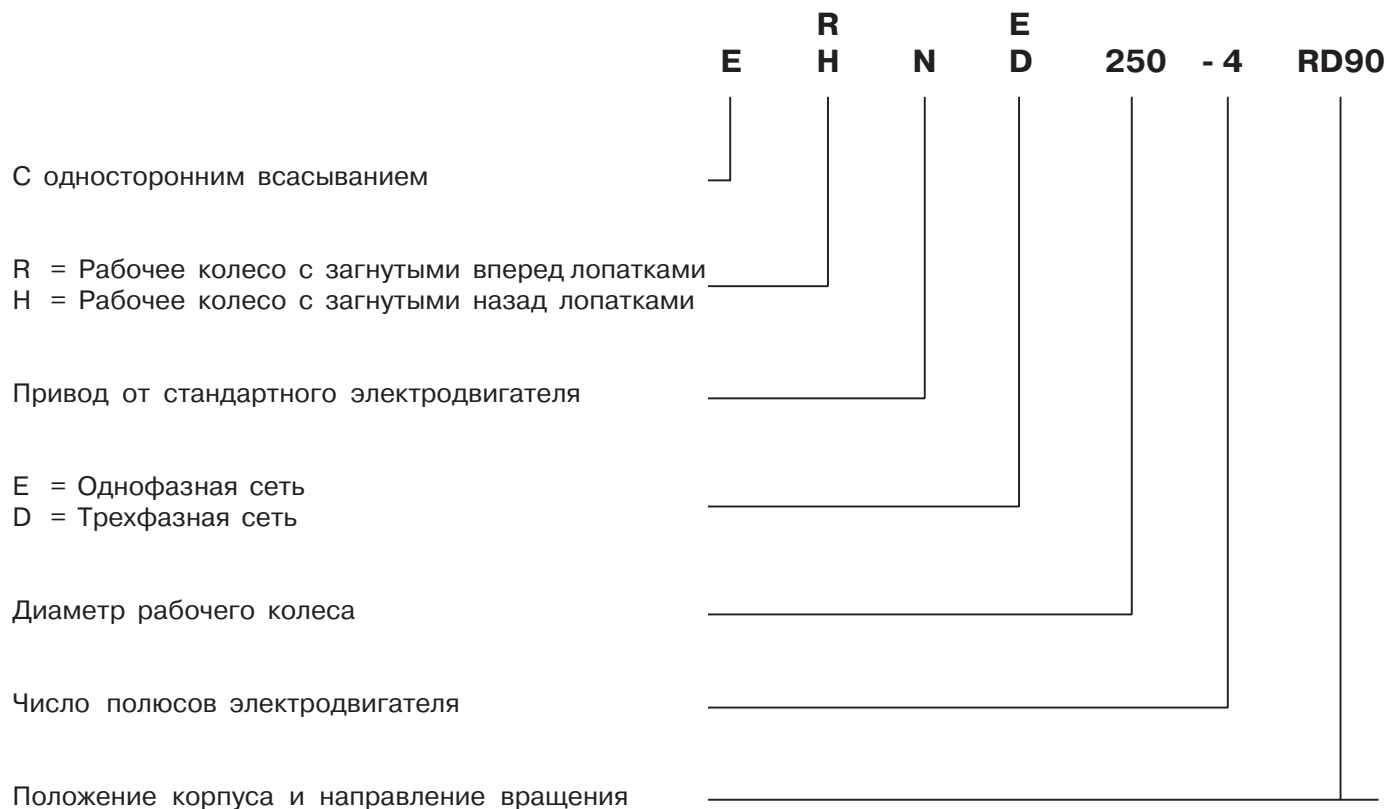 R E
E H N D 250 - 4 RD90
С односторонним всасыванием
R = Рабочее колесо с загнутыми вперед лопатками
H = Рабочее колесо с загнутыми назад лопатками
Привод от стандартного электродвигателя
E = Однофазная сеть
D = Трехфазная сеть
Диаметр рабочего колеса
Число полюсов электродвигателя
Положение корпуса и направление вращения